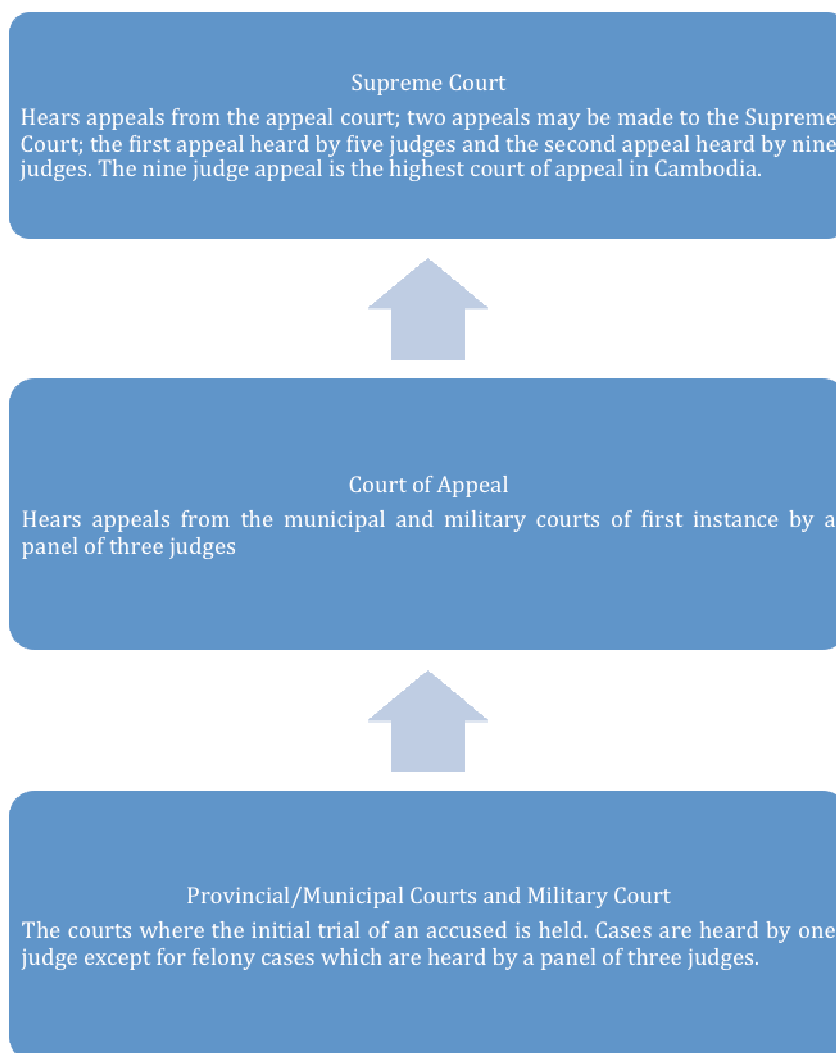 Supreme Court
Hears appeals from the appeal court; two appeals may be made to the Supreme
Court; the first appeal heard by five judges and the second appeal heard by nine
judges. The nine judge appeal is the highest court of appeal in Cambodia.
Court of Appeal
Hears appeals from the municipal and military courts of first instance by a
panel of three judges
Provincial/Municipal Courts and Military Court
The courts where the initial trial of an accused is held. Cases are heard by one
judge except for felony cases which are heard by a panel of three judges.